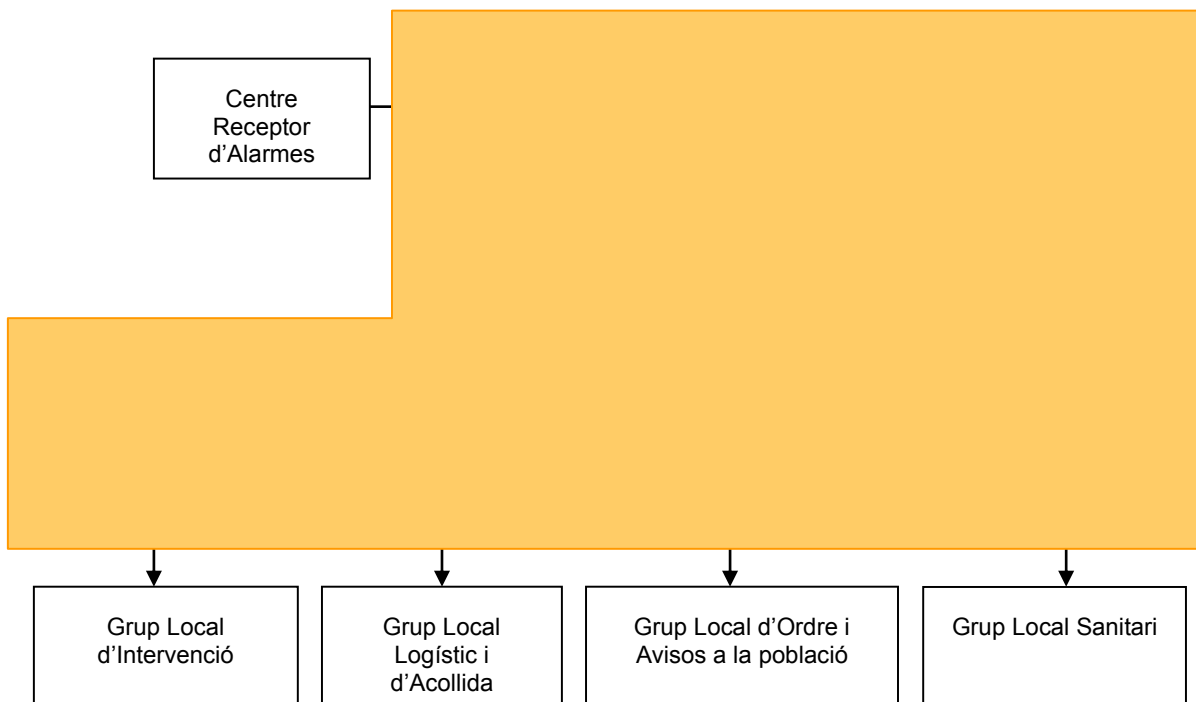 Centre
Receptor
d’Alarmes
Grup Local
d’Intervenció
Grup Local
Logístic i
d’Acollida
Grup Local d’Ordre i
Avisos a la població
Grup Local Sanitari